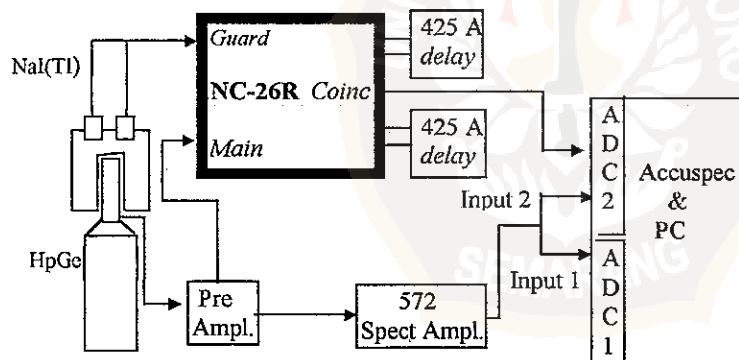 Guard
425 A
delay
NaI(Tl)
NC-26R Coinc
425 A
delay
Main
A
D
C
2
Accuspec
&
PC
Input 2
HpGe
Input 1
A
D
C
1
Pre
Ampl.
572
Spect Ampl.
SEMARANG